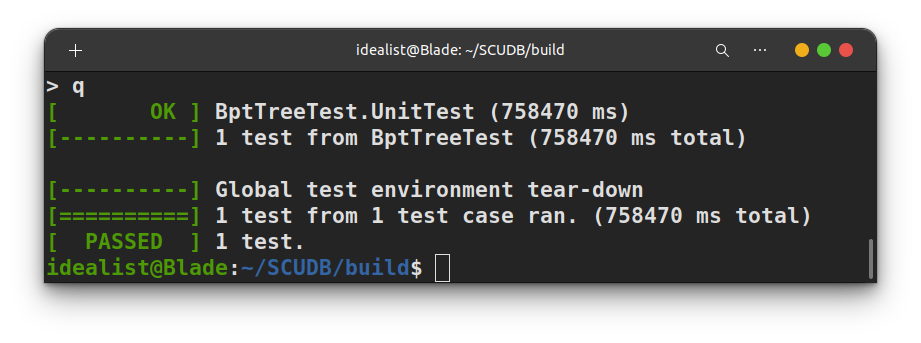 idealist@Blade: ~/SCUDB/build
> q
[       OK ] BptTreeTest.UnitTest (758470 ms)
[----------] 1 test from BptTreeTest (758470 ms total)
[----------] Global test environment tear-down
[==========] 1 test from 1 test case ran. (758470 ms total)
[  PASSED  ] 1 test.
idealist@Blade:~/SCUDB/build$